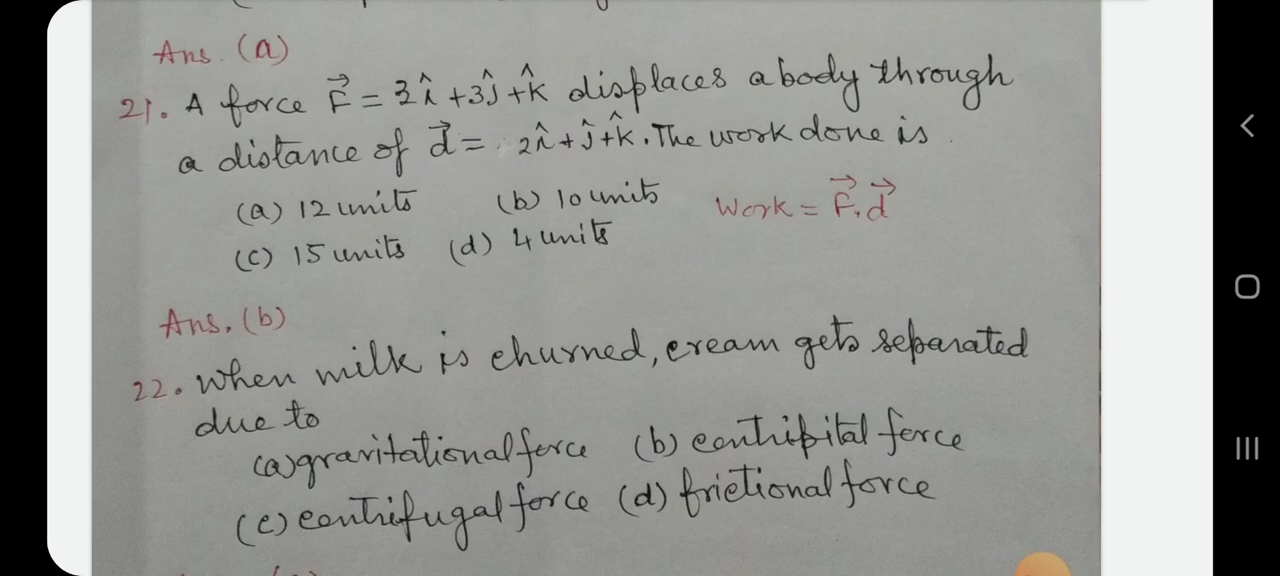 Ans. (a)
21. A force F⃗ = 3î + 3ĵ + k̂ displaces a body through
a distance of d⃗ = 2î + ĵ + k̂. The work done is
(a) 12 units (b) 10 units Work = F⃗.d⃗
(c) 15 units (d) 4 units
Ans. (b)
22. When milk is churned, cream gets separated
due to
(a) gravitational force (b) centripital force
(c) centrifugal force (d) frictional force